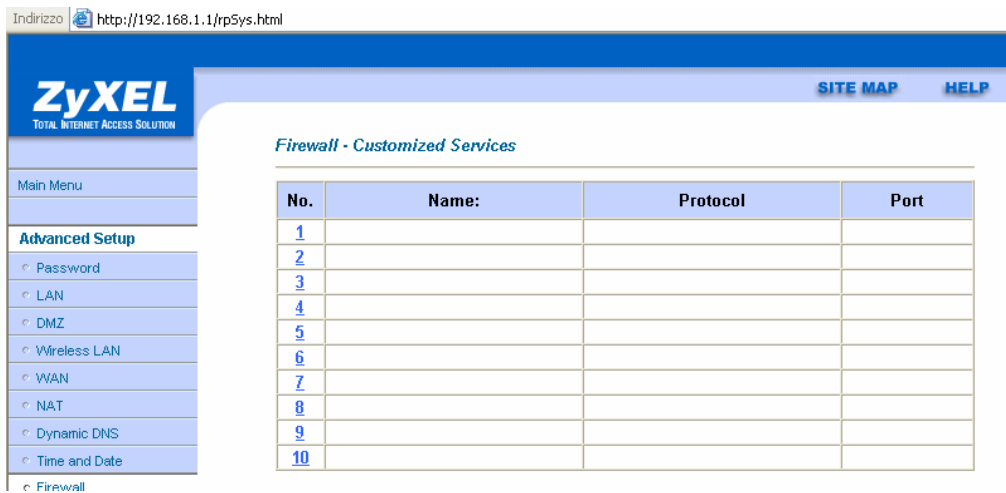 Indirizzo http://192.168.1.1/rpSys.html
ZyXEL
TOTAL INTERNET ACCESS SOLUTION
SITE MAP HELP
Main Menu
Advanced Setup
Password
LAN
DMZ
Wireless LAN
WAN
NAT
Dynamic DNS
Time and Date
Firewall
Firewall - Customized Services
No. Name: Protocol Port
1
2
3
4
5
6
7
8
9
10